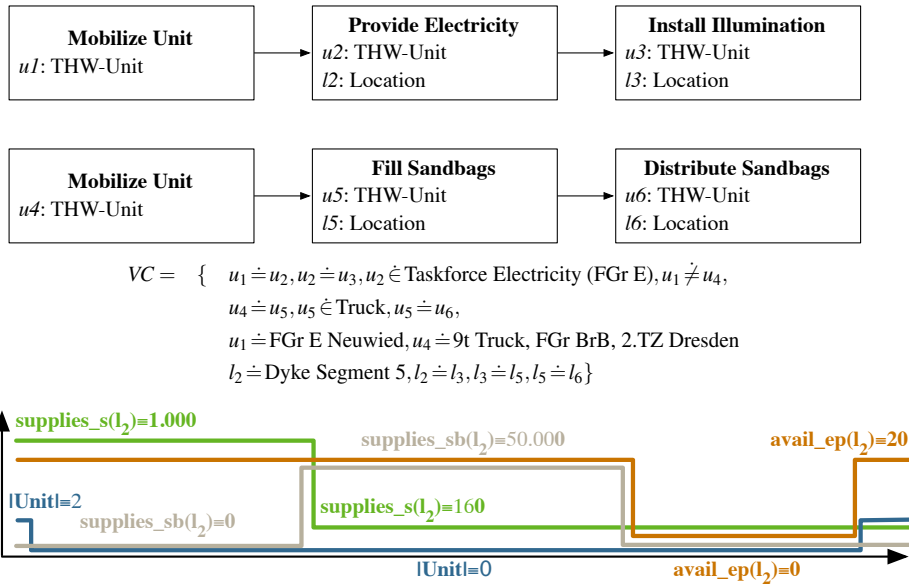 Mobilize Unit
u1: THW-Unit
Provide Electricity
u2: THW-Unit
l2: Location
Install Illumination
u3: THW-Unit
l3: Location
Mobilize Unit
u4: THW-Unit
Fill Sandbags
u5: THW-Unit
l5: Location
Distribute Sandbags
u6: THW-Unit
l6: Location
VC = { u₁ ≐ u₂, u₂ ≐ u₃, u₂ ∈̇ Taskforce Electricity (FGr E), u₁ ≠̇ u₄,
u₄ ≐ u₅, u₅ ∈̇ Truck, u₅ ≐ u₆,
u₁ ≐ FGr E Neuwied, u₄ ≐ 9t Truck, FGr BrB, 2.TZ Dresden
l₂ ≐ Dyke Segment 5, l₂ ≐ l₃, l₃ ≐ l₅, l₅ ≐ l₆}
supplies_s(l₂)≡1.000
supplies_sb(l₂)≡50.000
avail_ep(l₂)≡20
|Unit|≡2
supplies_sb(l₂)≡0
supplies_s(l₂)≡160
|Unit|≡0
avail_ep(l₂)≡0